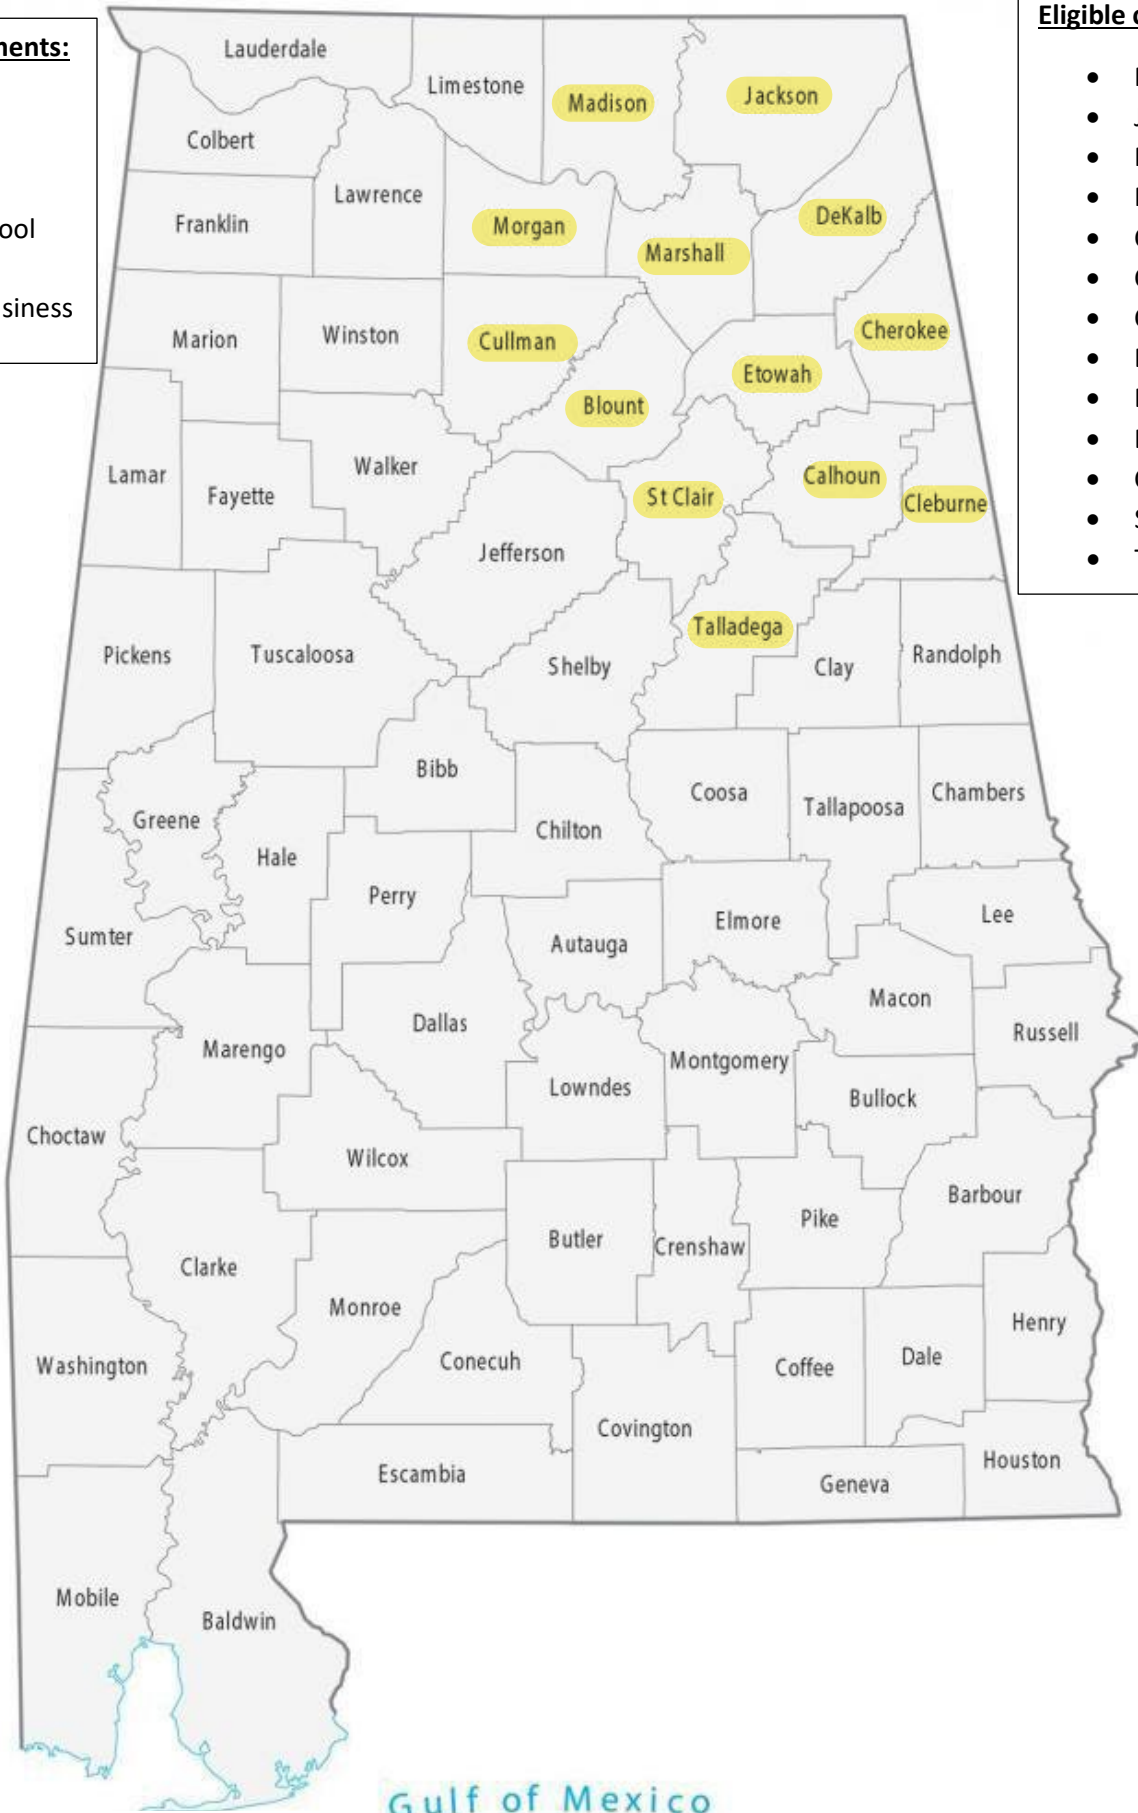 Eligible
Lauderdale
Limestone
Madison
Jackson
Colbert
Lawrence
Franklin
Morgan
Marshall
DeKalb
ool
siness
Marion
Winston
Cullman
Cherokee
Etowah
Blount
Lamar
Fayette
Walker
St Clair
Calhoun
Cleburne
Jefferson
Talladega
Pickens
Tuscaloosa
Shelby
Clay
Randolph
Bibb
Coosa
Tallapoosa
Chambers
Greene
Chilton
Hale
Perry
Elmore
Lee
Sumter
Autauga
Macon
Dallas
Russell
Marengo
Montgomery
Lowndes
Bullock
Choctaw
Wilcox
Barbour
Pike
Butler
Crenshaw
Clarke
Monroe
Henry
Washington
Conecuh
Coffee
Dale
Covington
Houston
Escambia
Geneva
Mobile
Baldwin
Gulf of Mexico